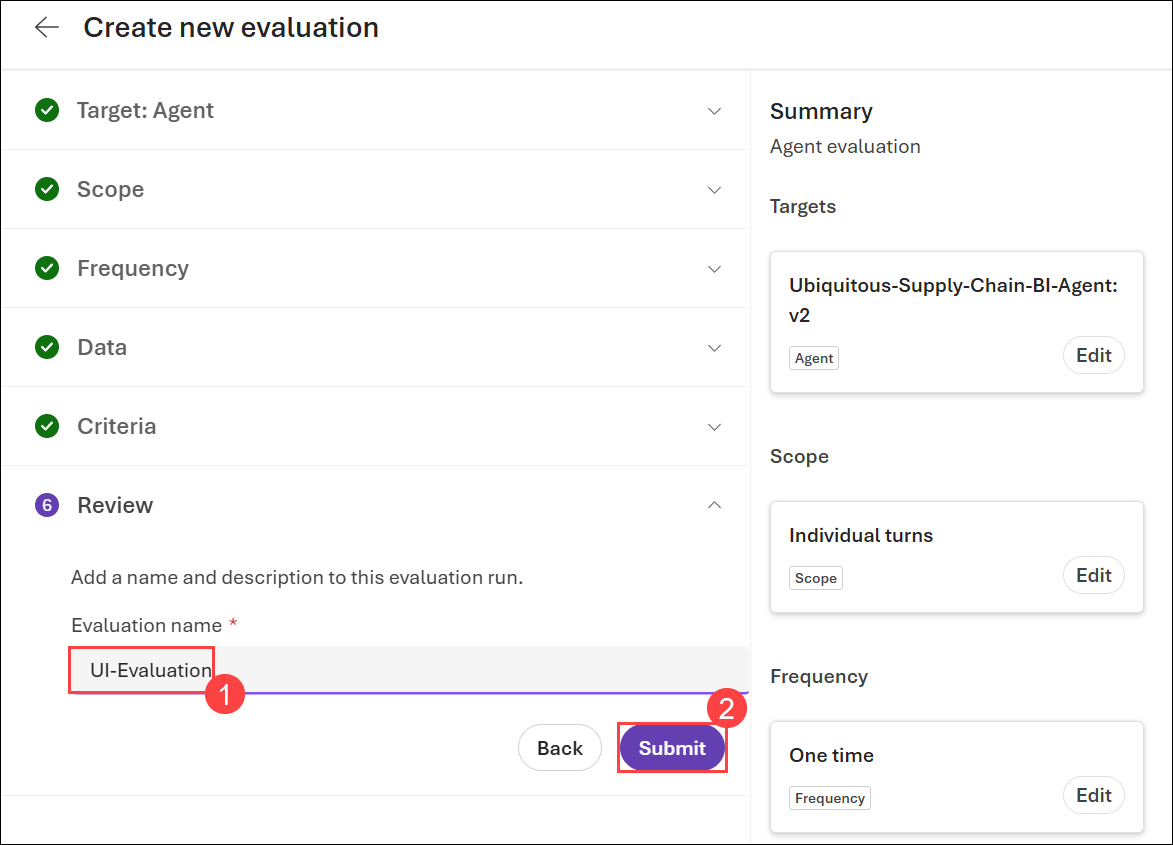 Create new evaluation
Target: Agent
Scope
Frequency
Data
Criteria
6 Review
Add a name and description to this evaluation run.
Evaluation name *
UI-Evaluation
1
2
Back
Submit
Summary
Agent evaluation
Targets
Ubiquitous-Supply-Chain-BI-Agent:
v2
Agent
Edit
Scope
Individual turns
Scope
Edit
Frequency
One time
Frequency
Edit